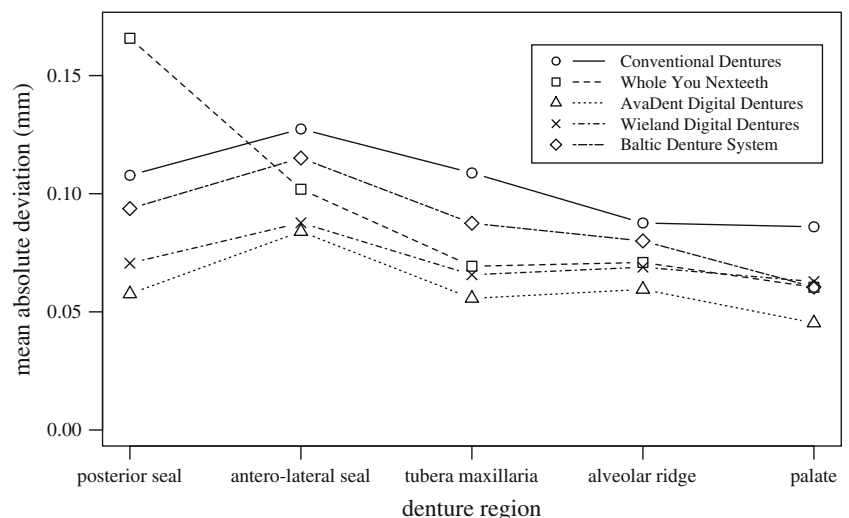 mean absolute deviation (mm)
0.15
0.10
0.05
0.00
Conventional Dentures
Whole You Nexteeth
AvaDent Digital Dentures
Wieland Digital Dentures
Baltic Denture System
posterior seal
antero-lateral seal
tubera maxillaria
alveolar ridge
palate
denture region